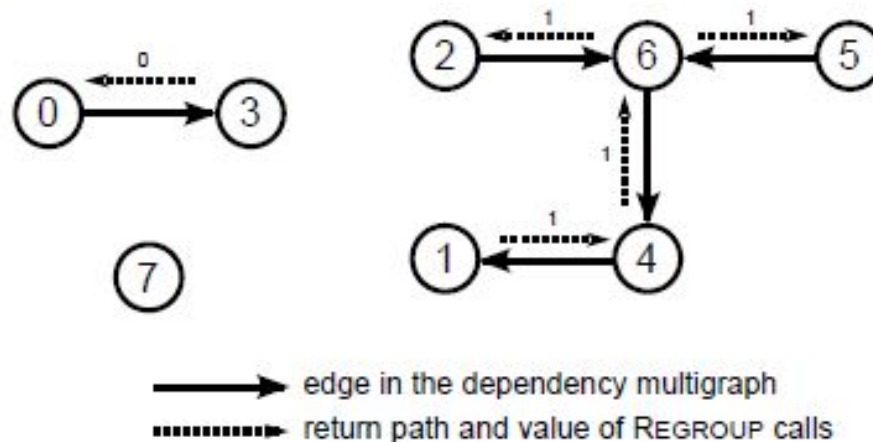 1 1
2 6 5
0
0 3
1
1
1 4
7
edge in the dependency multigraph
return path and value of REGROUP calls